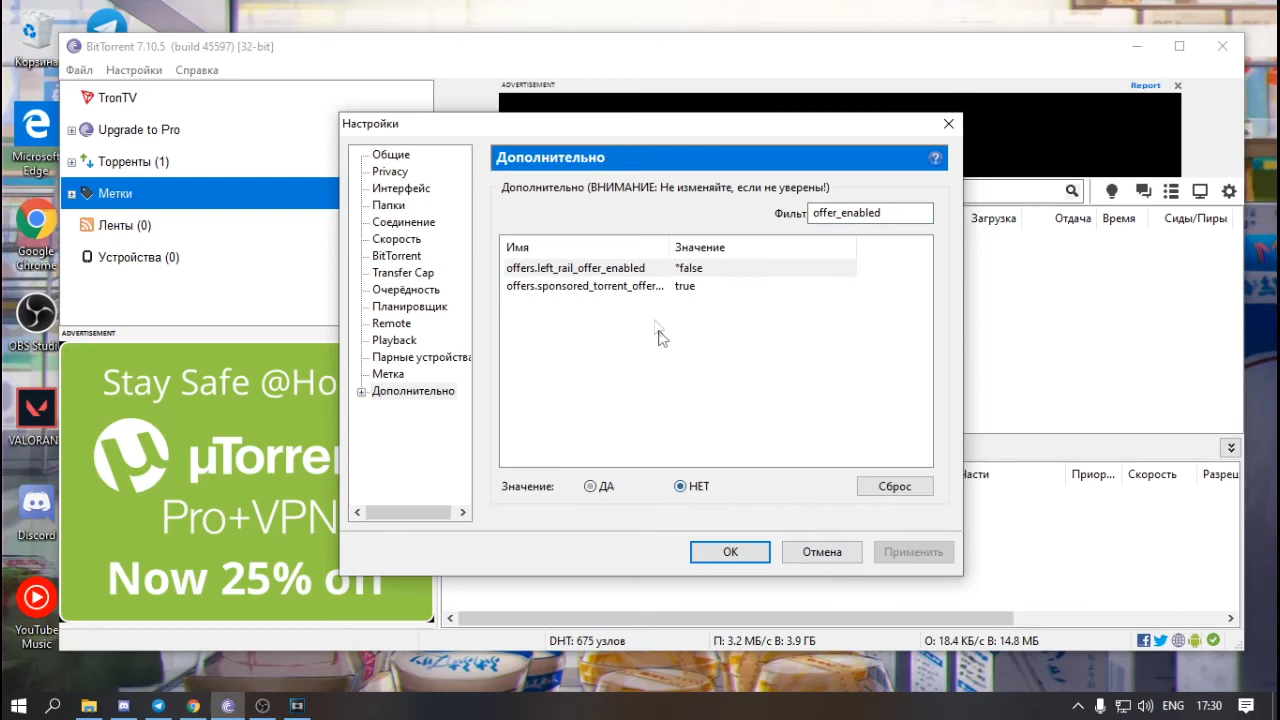 Корзина
BitTorrent 7.10.5 (build 45597) [32-bit]
Файл Настройки Справка
TronTV
Upgrade to Pro
Торренты (1)
Метки
Ленты (0)
Устройства (0)
ADVERTISEMENT
Report
Microsoft
Edge
Google
Chrome
OBS Studi
VALORAN
Discord
YouTube
Music
Настройки
Общие
Privacy
Интерфейс
Папки
Соединение
Скорость
BitTorrent
Transfer Cap
Очерёдность
Планировщик
Remote
Playback
Парные устройства
Метка
Дополнительно
Дополнительно
Дополнительно (ВНИМАНИЕ: Не изменяйте, если не уверены!)
Фильт offer_enabled
Имя Значение
offers.left_rail_offer_enabled *false
offers.sponsored_torrent_offer... true
Значение: ДА НЕТ Сброс
OK Отмена Применить
Загрузка Отдача Время Сиды/Пиры
Части Приор... Скорость Разрец
ADVERTISEMENT
Stay Safe @Ho
µTorre
Pro+VPN
Now 25% off
DHT: 675 узлов П: 3.2 МБ/с В: 3.9 ГБ О: 18.4 КБ/с В: 14.8 МБ
ENG 17:30